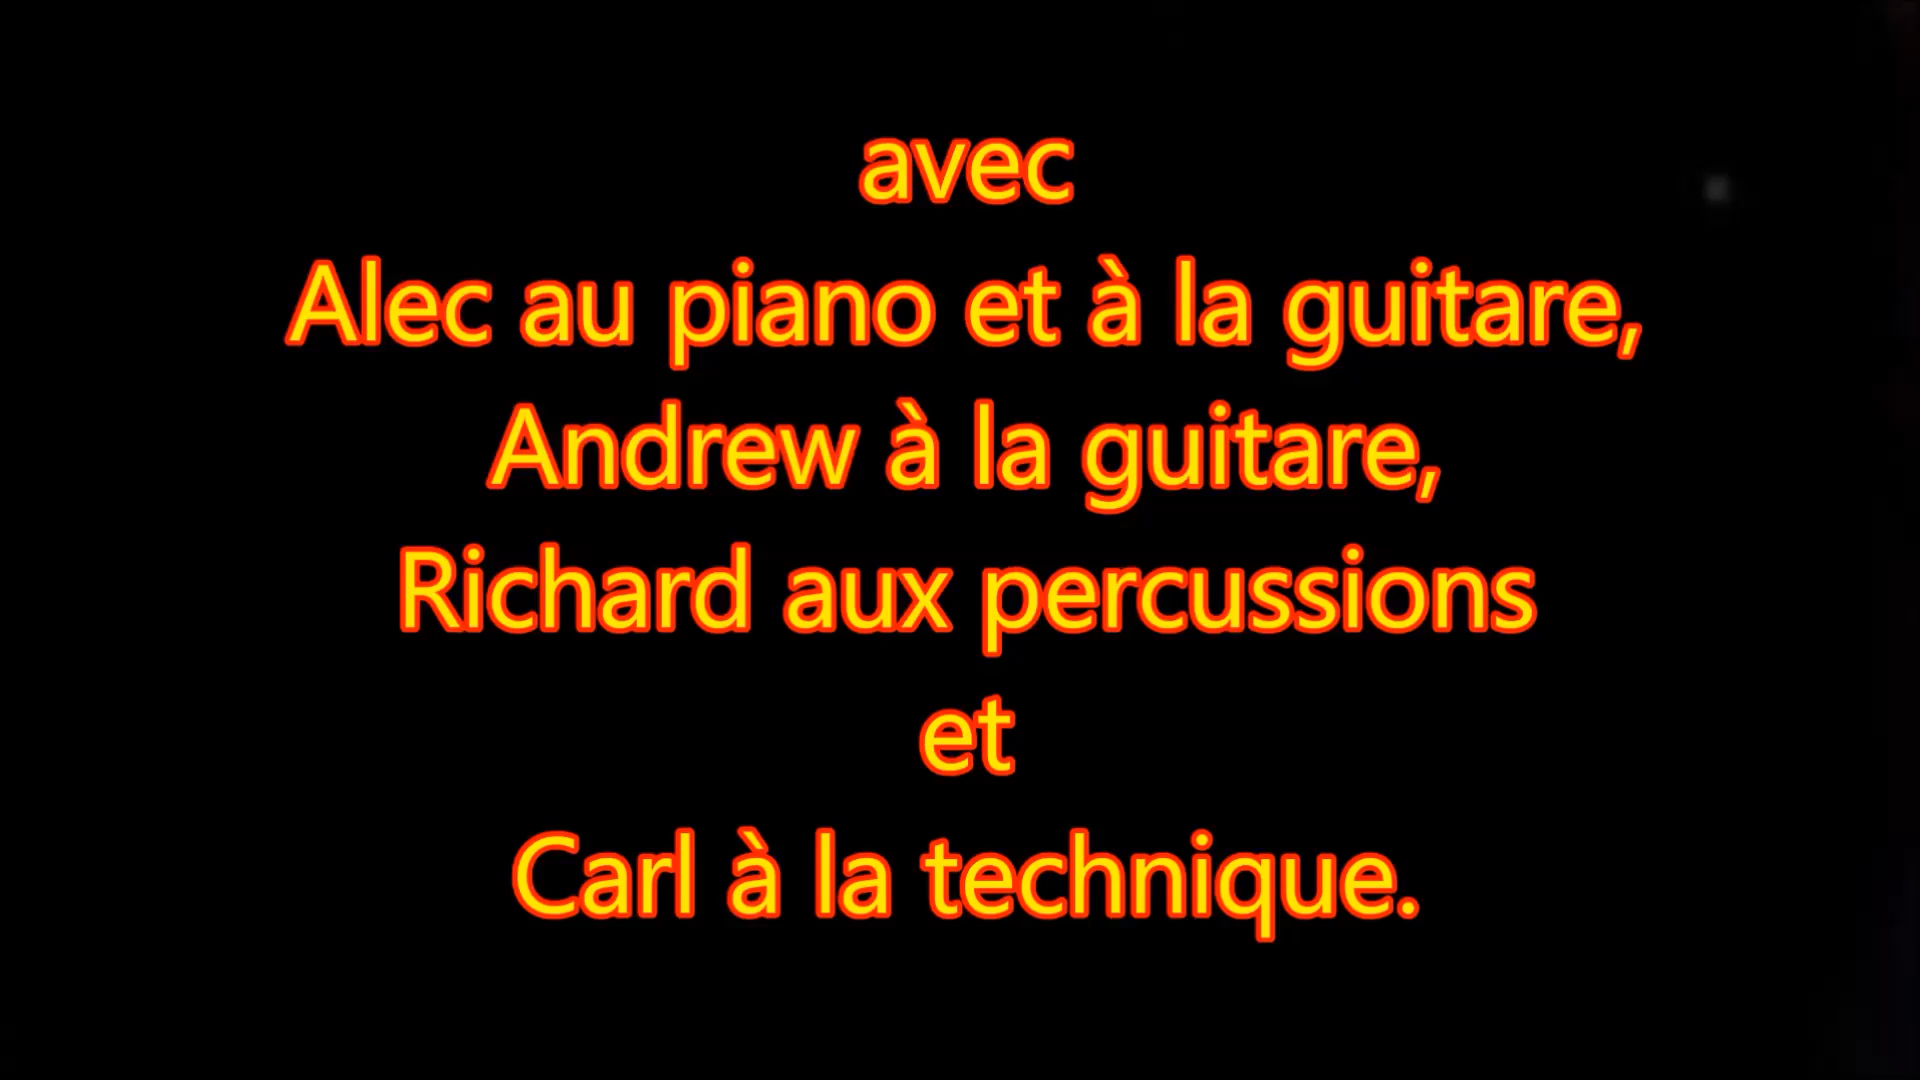 avec
Alec au piano et à la guitare,
Andrew à la guitare,
Richard aux percussions
et
Carl à la technique.